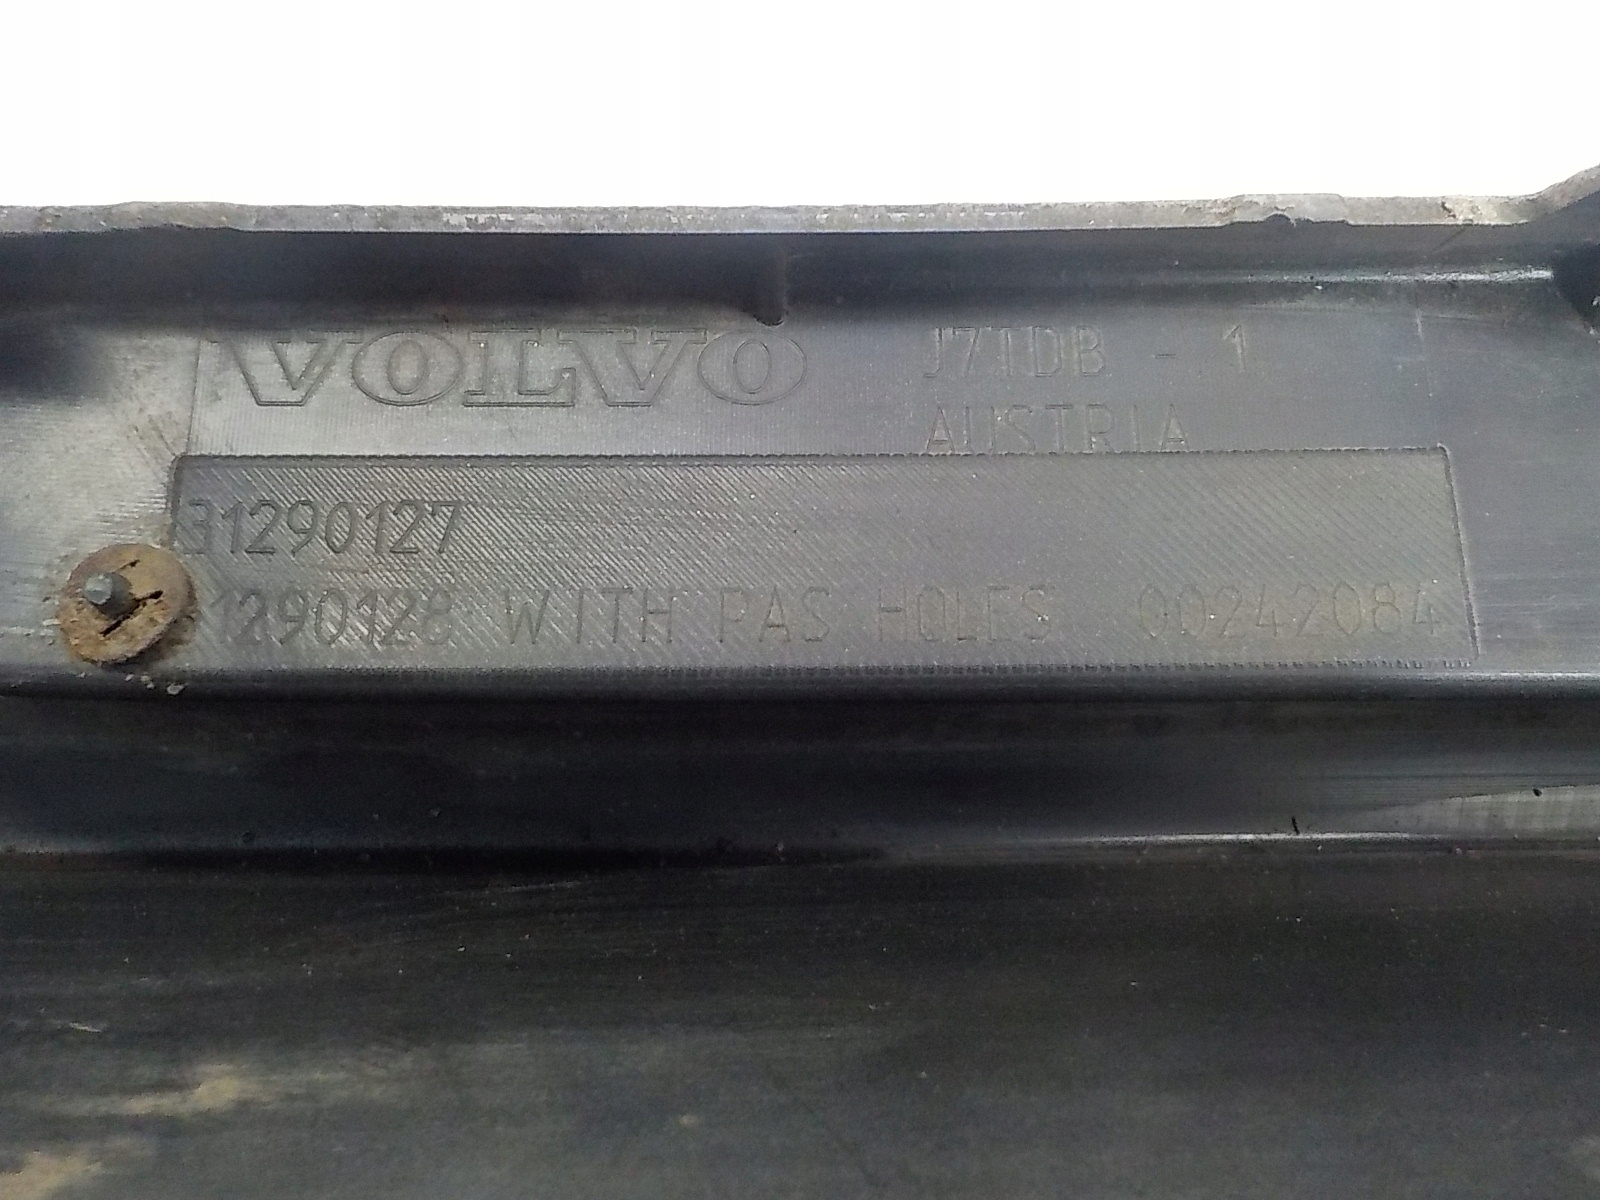 VOLVO J7TDB - 1
AUSTRIA
31290127
1290128 WITH PAS HOLES 00242084